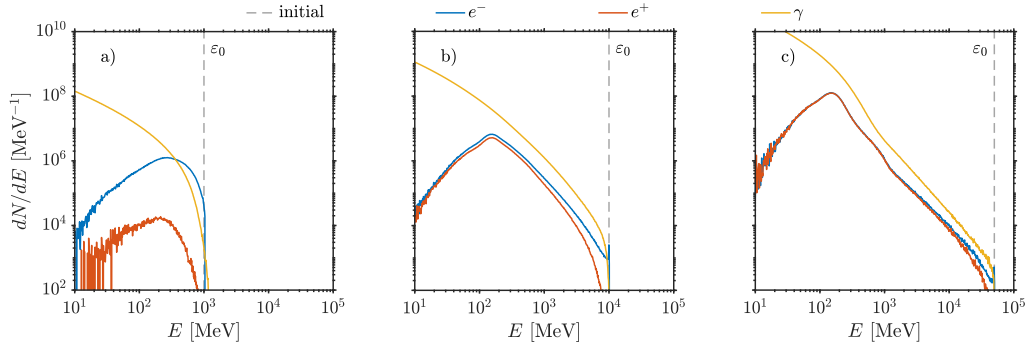 initial e⁻ e⁺ γ
10¹⁰
10⁸
10⁶
10⁴
10²
dN/dE [MeV⁻¹]
a) ε₀
10¹ 10² 10³ 10⁴ 10⁵
E [MeV]
b) ε₀
10¹ 10² 10³ 10⁴ 10⁵
E [MeV]
c) ε₀
10¹ 10² 10³ 10⁴ 10⁵
E [MeV]